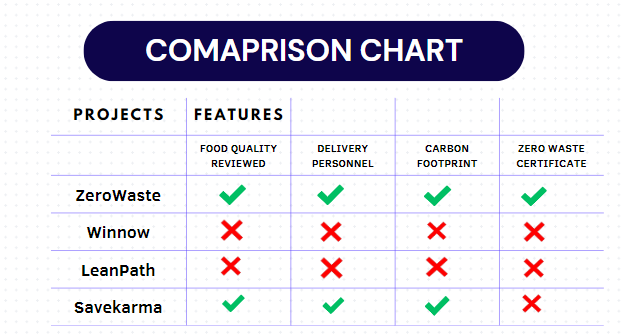 COMAPRISON CHART
PROJECTS FEATURES
FOOD QUALITY REVIEWED
DELIVERY PERSONNEL
CARBON FOOTPRINT
ZERO WASTE CERTIFICATE
ZeroWaste
Winnow
LeanPath
Savekarma